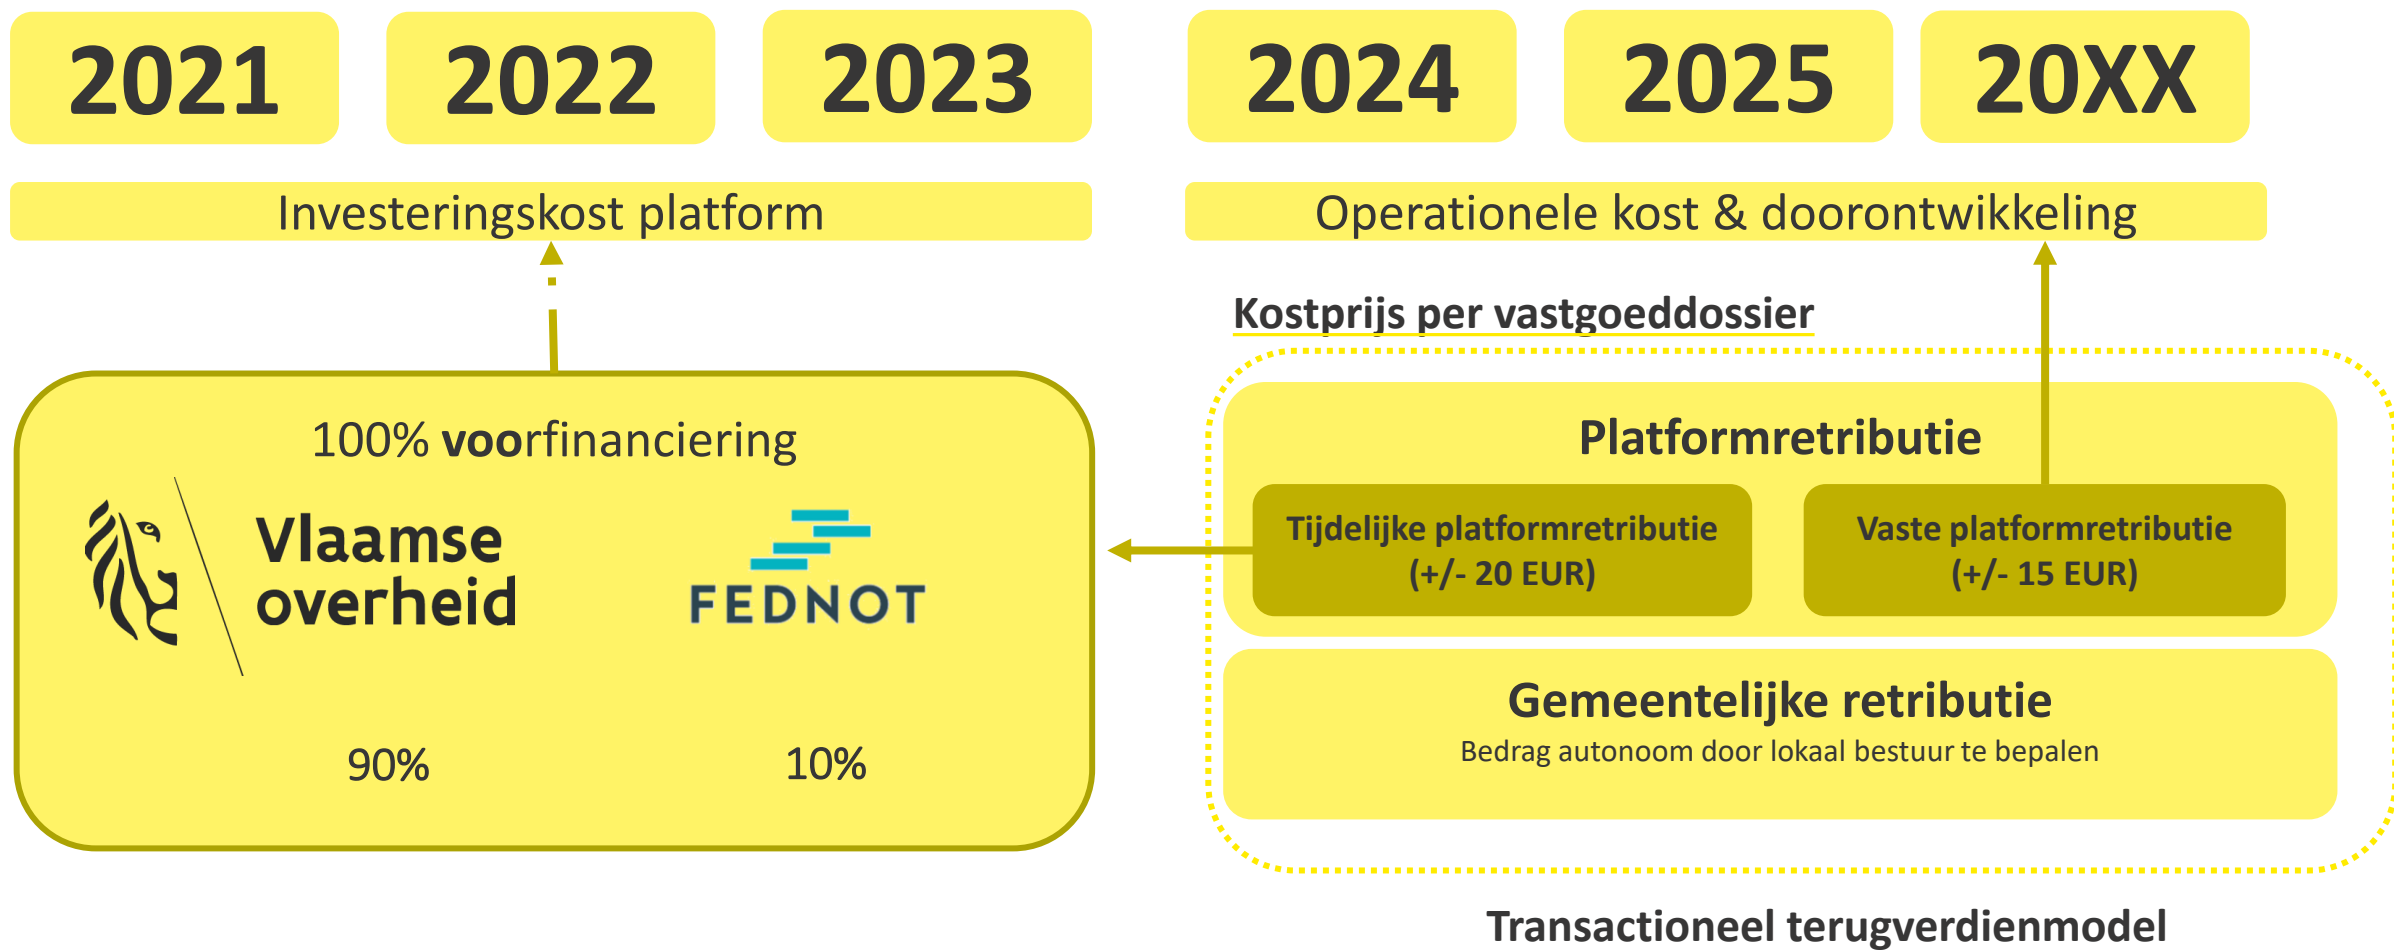 2021
2022
2023
2024
2025
20XX
Investeringskost platform
Operationele kost & doorontwikkeling
Kostprijs per vastgoeddossier
100% voorfinanciering
Vlaamse
overheid
FEDNOT
90%
10%
Platformretributie
Tijdelijke platformretributie
(+/- 20 EUR)
Vaste platformretributie
(+/- 15 EUR)
Gemeentelijke retributie
Bedrag autonoom door lokaal bestuur te bepalen
Transactioneel terugverdienmodel